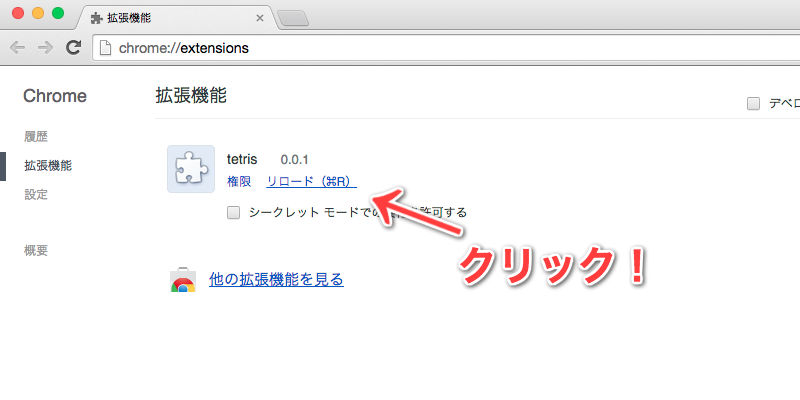 拡張機能
chrome://extensions
Chrome
拡張機能
デベロ
履歴
拡張機能
設定
概要
tetris 0.0.1
権限 リロード（⌘R）
シークレット モードでの 許可する
他の拡張機能を見る
クリック！